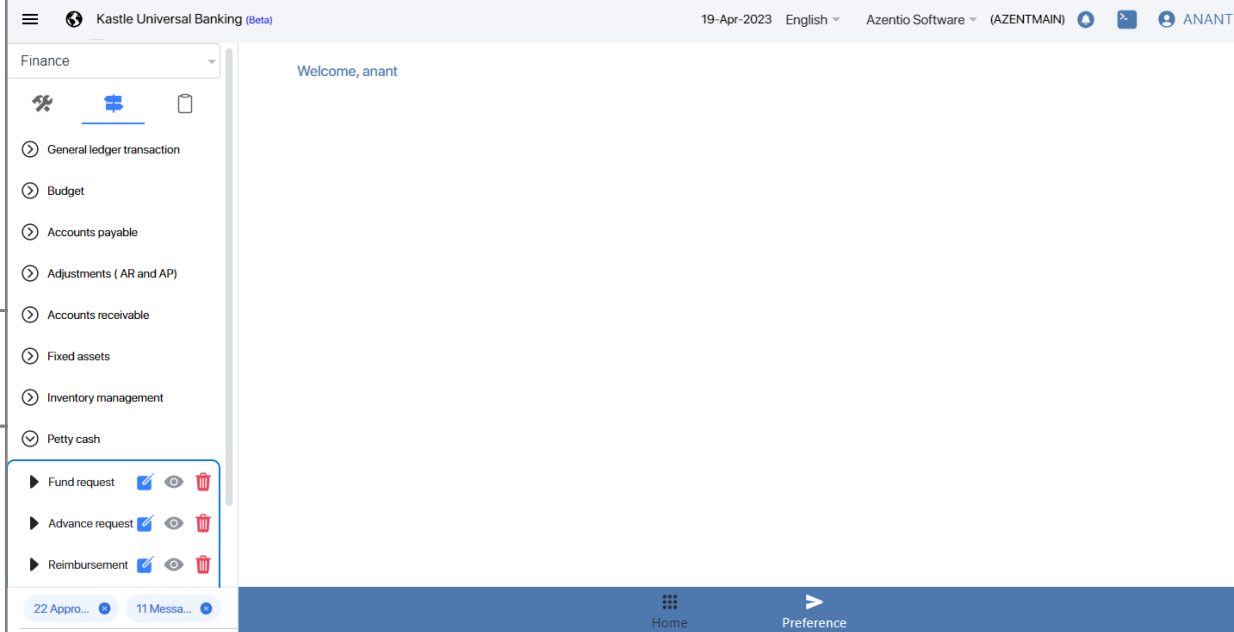 Kastle Universal Banking (Beta)
19-Apr-2023 English Azentio Software (AZENTMAIN) ANANT
Finance
Welcome, anant
General ledger transaction
Budget
Accounts payable
Adjustments ( AR and AP)
Accounts receivable
Fixed assets
Inventory management
Petty cash
Fund request
Advance request
Reimbursement
22 Appro... 11 Messa...
Home Preference